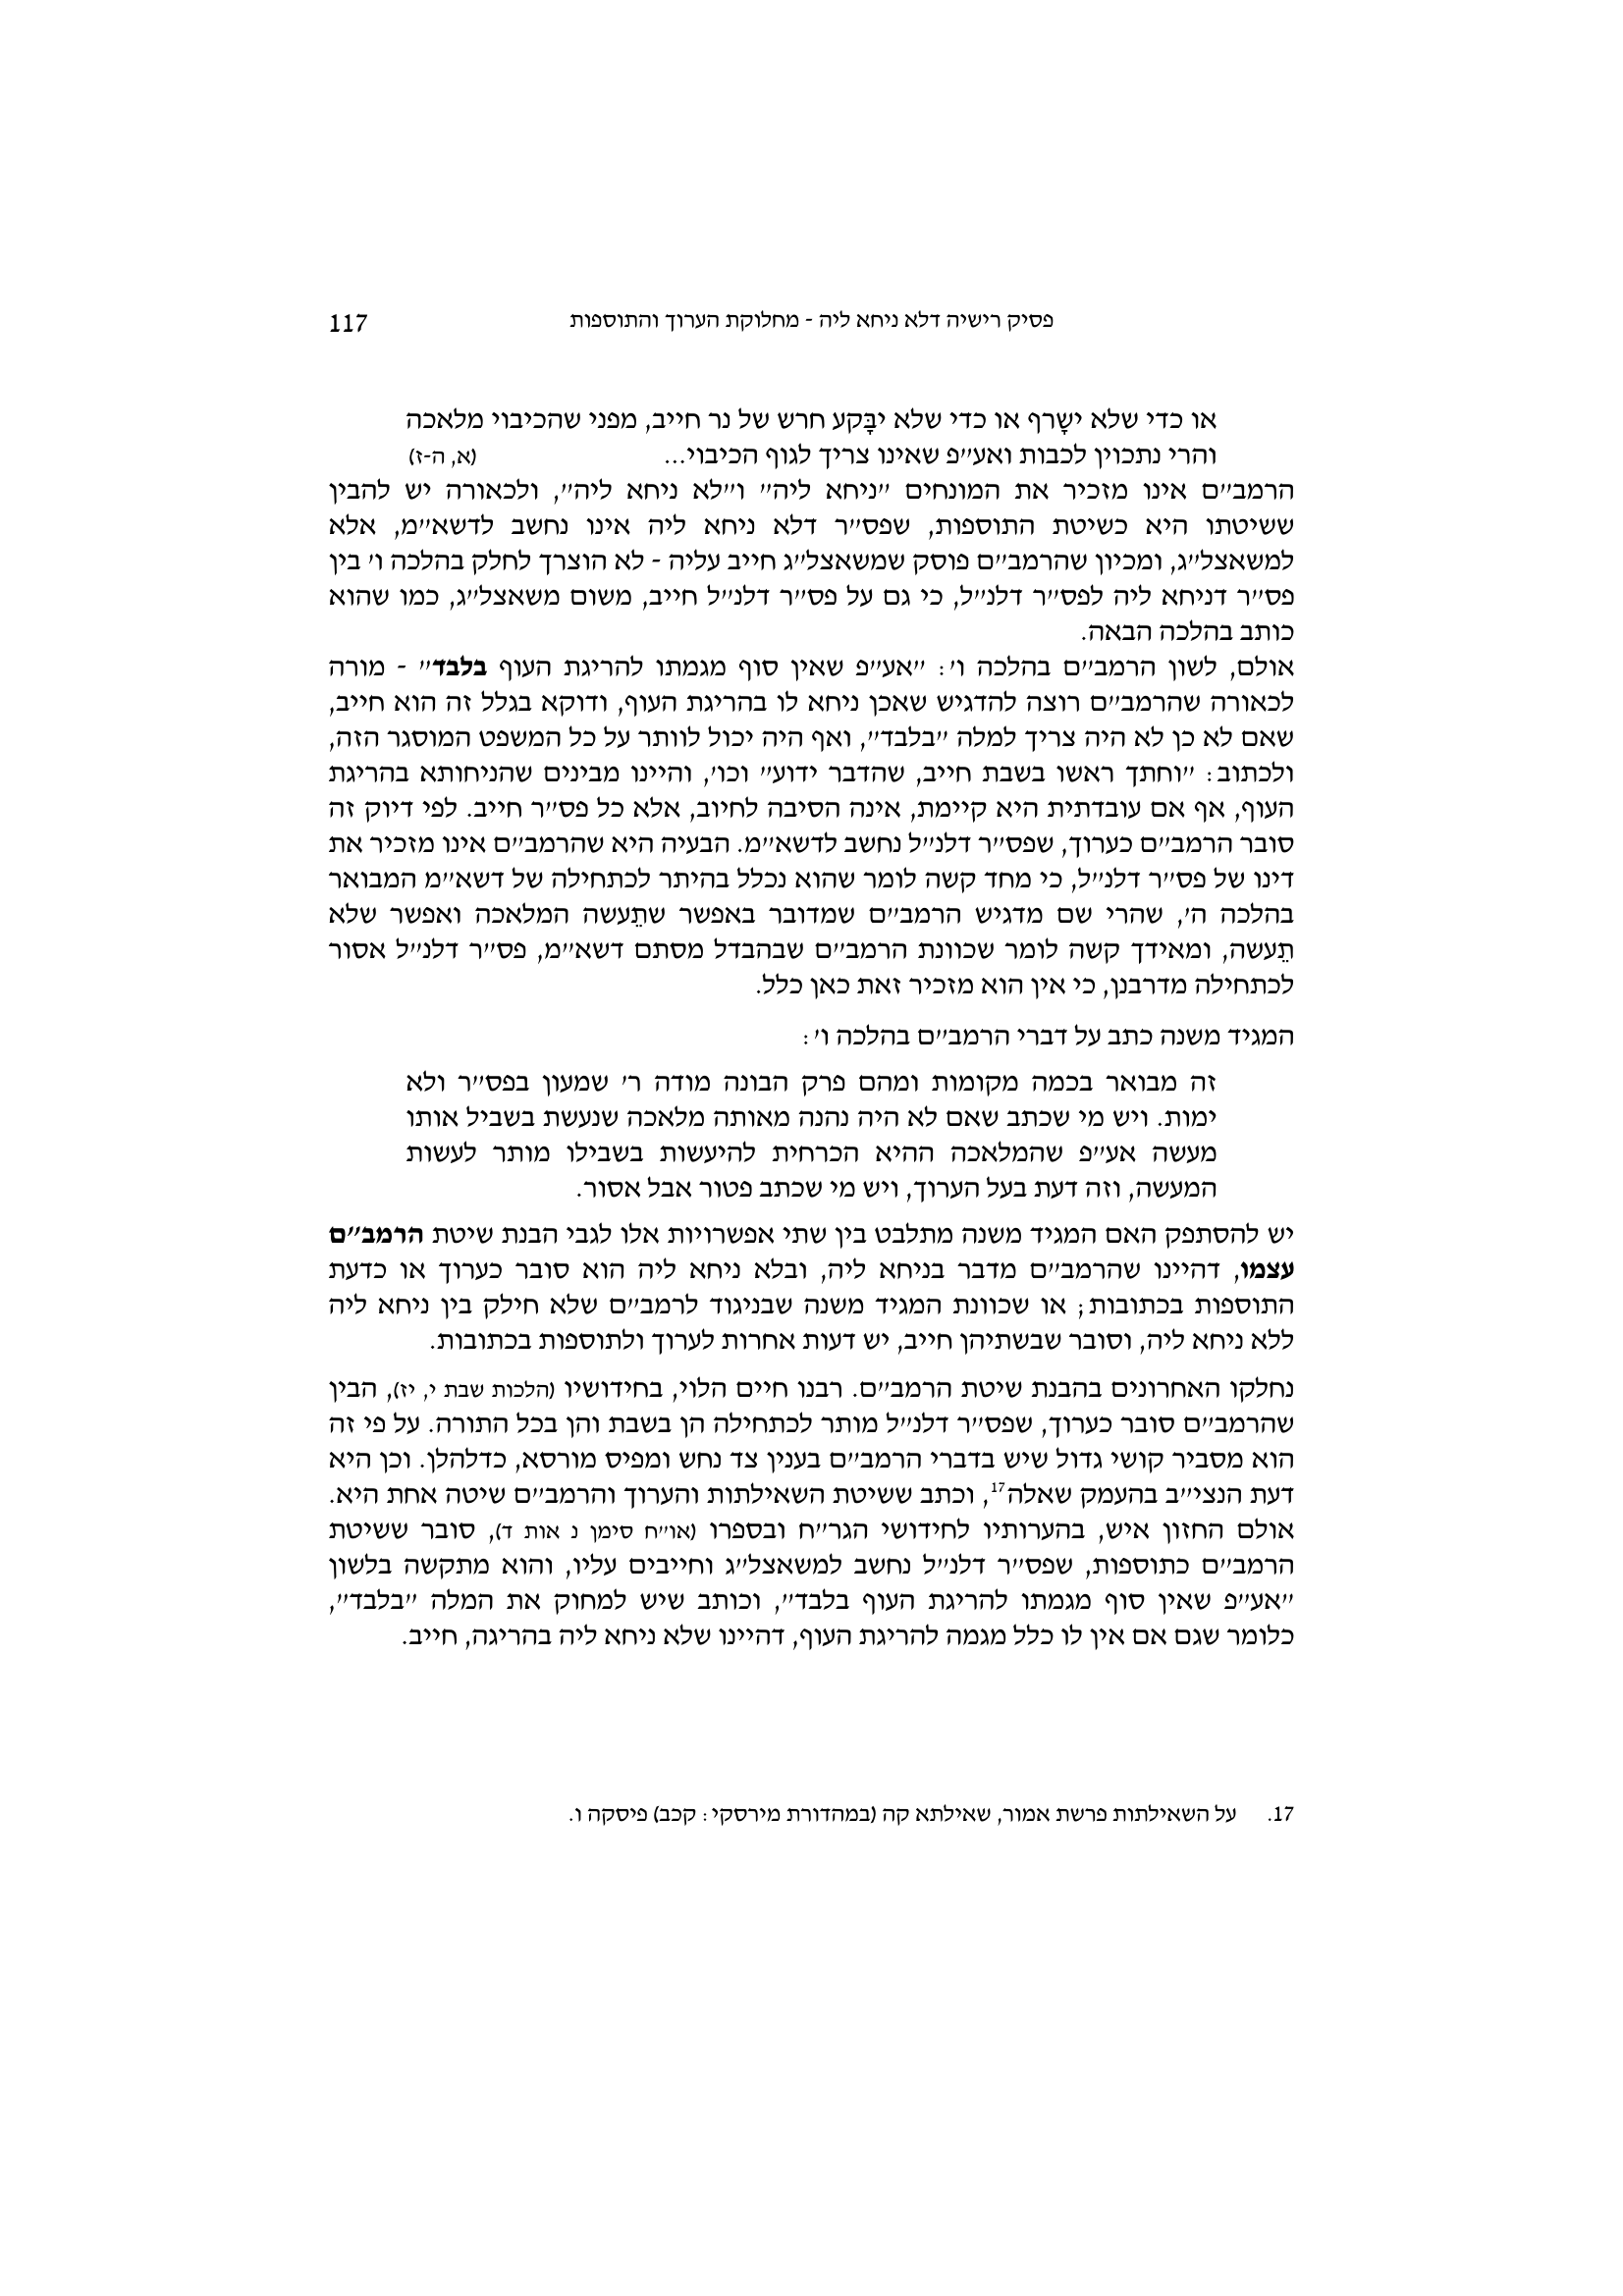 פסיק רישיה דלא ניחא ליה - מחלוקת הערוך והתוספות 117
או כדי שלא ישָרף או כדי שלא יבָּקע חרש של נר חייב, מפני שהכיבוי מלאכה
והרי נתכוין לכבות ואע״פ שאינו צריך לגוף הכיבוי... (א, ה-ז)
הרמב״ם אינו מזכיר את המונחים ״ניחא ליה״ ו״לא ניחא ליה״, ולכאורה יש להבין
ששיטתו היא כשיטת התוספות, שפס״ר דלא ניחא ליה אינו נחשב לדשא״מ, אלא
למשאצל״ג, ומכיון שהרמב״ם פוסק שמשאצל״ג חייב עליה - לא הוצרך לחלק בהלכה ו׳ בין
פס״ר דניחא ליה לפס״ר דלנ״ל, כי גם על פס״ר דלנ״ל חייב, משום משאצל״ג, כמו שהוא
כותב בהלכה הבאה.
אולם, לשון הרמב״ם בהלכה ו׳: ״אע״פ שאין סוף מגמתו להריגת העוף בלבד״ - מורה
לכאורה שהרמב״ם רוצה להדגיש שאכן ניחא לו בהריגת העוף, ודוקא בגלל זה הוא חייב,
שאם לא כן לא היה צריך למלה ״בלבד״, ואף היה יכול לוותר על כל המשפט המוסגר הזה,
ולכתוב: ״וחתך ראשו בשבת חייב, שהדבר ידוע״ וכו׳, והיינו מבינים שהניחותא בהריגת
העוף, אף אם עובדתית היא קיימת, אינה הסיבה לחיוב, אלא כל פס״ר חייב. לפי דיוק זה
סובר הרמב״ם כערוך, שפס״ר דלנ״ל נחשב לדשא״מ. הבעיה היא שהרמב״ם אינו מזכיר את
דינו של פס״ר דלנ״ל, כי מחד קשה לומר שהוא נכלל בהיתר לכתחילה של דשא״מ המבואר
בהלכה ה׳, שהרי שם מדגיש הרמב״ם שמדובר באפשר שתֵעשה המלאכה ואפשר שלא
תֵעשה, ומאידך קשה לומר שכוונת הרמב״ם שבהבדל מסתם דשא״מ, פס״ר דלנ״ל אסור
לכתחילה מדרבנן, כי אין הוא מזכיר זאת כאן כלל.
המגיד משנה כתב על דברי הרמב״ם בהלכה ו׳:
זה מבואר בכמה מקומות ומהם פרק הבונה מודה ר׳ שמעון בפס״ר ולא
ימות. ויש מי שכתב שאם לא היה נהנה מאותה מלאכה שנעשת בשביל אותו
מעשה אע״פ שהמלאכה ההיא הכרחית להיעשות בשבילו מותר לעשות
המעשה, וזה דעת בעל הערוך, ויש מי שכתב פטור אבל אסור.
יש להסתפק האם המגיד משנה מתלבט בין שתי אפשרויות אלו לגבי הבנת שיטת הרמב״ם
עצמו, דהיינו שהרמב״ם מדבר בניחא ליה, ובלא ניחא ליה הוא סובר כערוך או כדעת
התוספות בכתובות; או שכוונת המגיד משנה שבניגוד לרמב״ם שלא חילק בין ניחא ליה
ללא ניחא ליה, וסובר שבשתיהן חייב, יש דעות אחרות לערוך ולתוספות בכתובות.
נחלקו האחרונים בהבנת שיטת הרמב״ם. רבנו חיים הלוי, בחידושיו (הלכות שבת י, יז), הבין
שהרמב״ם סובר כערוך, שפס״ר דלנ״ל מותר לכתחילה הן בשבת והן בכל התורה. על פי זה
הוא מסביר קושי גדול שיש בדברי הרמב״ם בענין צד נחש ומפיס מורסא, כדלהלן. וכן היא
דעת הנצי״ב בהעמק שאלה17, וכתב ששיטת השאילתות והערוך והרמב״ם שיטה אחת היא.
אולם החזון איש, בהערותיו לחידושי הגר״ח ובספרו (או״ח סימן נ אות ד), סובר ששיטת
הרמב״ם כתוספות, שפס״ר דלנ״ל נחשב למשאצל״ג וחייבים עליו, והוא מתקשה בלשון
״אע״פ שאין סוף מגמתו להריגת העוף בלבד״, וכותב שיש למחוק את המלה ״בלבד״,
כלומר שגם אם אין לו כלל מגמה להריגת העוף, דהיינו שלא ניחא ליה בהריגה, חייב.
17. על השאילתות פרשת אמור, שאילתא קה (במהדורת מירסקי: קכב) פיסקה ו.